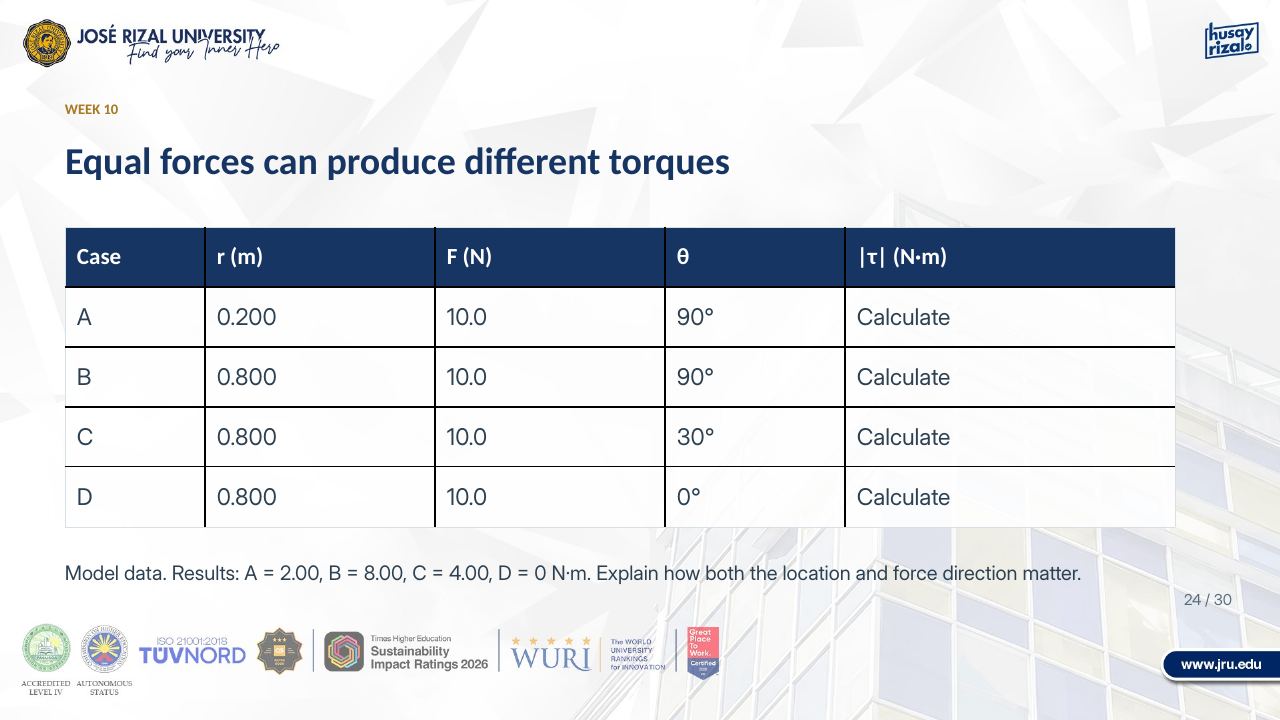 JOSÉ RIZAL UNIVERSITY
Find your Inner Hero
husay
rizal
WEEK 10
Equal forces can produce different torques
Case r (m) F (N) θ |τ| (N·m)
A 0.200 10.0 90° Calculate
B 0.800 10.0 90° Calculate
C 0.800 10.0 30° Calculate
D 0.800 10.0 0° Calculate
Model data. Results: A = 2.00, B = 8.00, C = 4.00, D = 0 N·m. Explain how both the location and force direction matter.
24 / 30
ACCREDITED
LEVEL IV
AUTONOMOUS
STATUS
ISO 21001:2018
TÜVNORD
Times Higher Education
Sustainability
Impact Ratings 2026
WURI
The WORLD
UNIVERSITY
RANKINGS
for INNOVATION
Great
Place
To
Work.
Certified
www.jru.edu